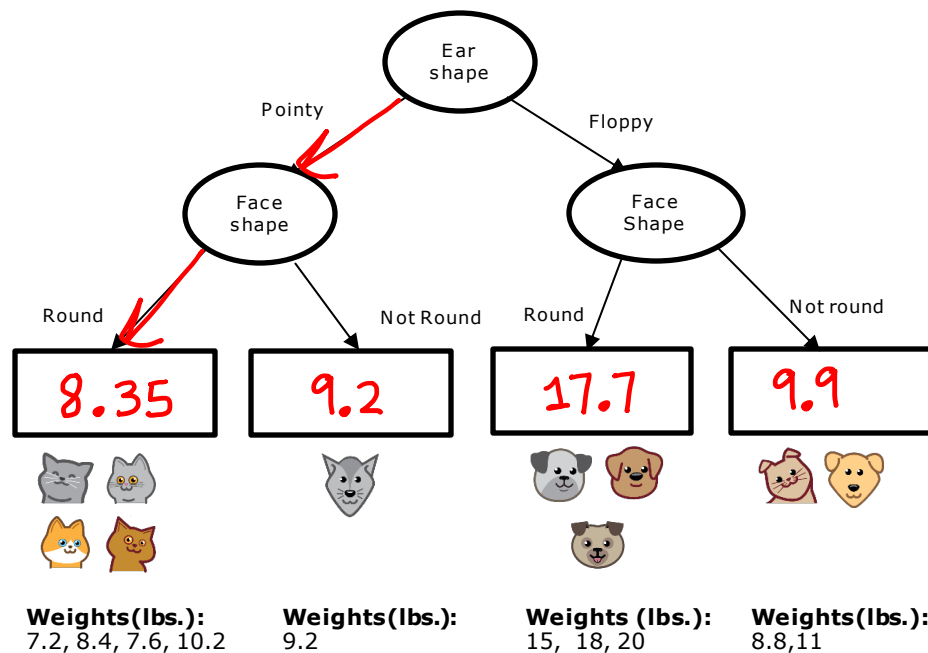 Ear
shape
Pointy
Floppy
Face
shape
Face
Shape
Round
Not Round
Round
Not round
8.35
9.2
17.7
9.9
Weights(lbs.):
7.2, 8.4, 7.6, 10.2
Weights(lbs.):
9.2
Weights (lbs.):
15, 18, 20
Weights(lbs.):
8.8,11